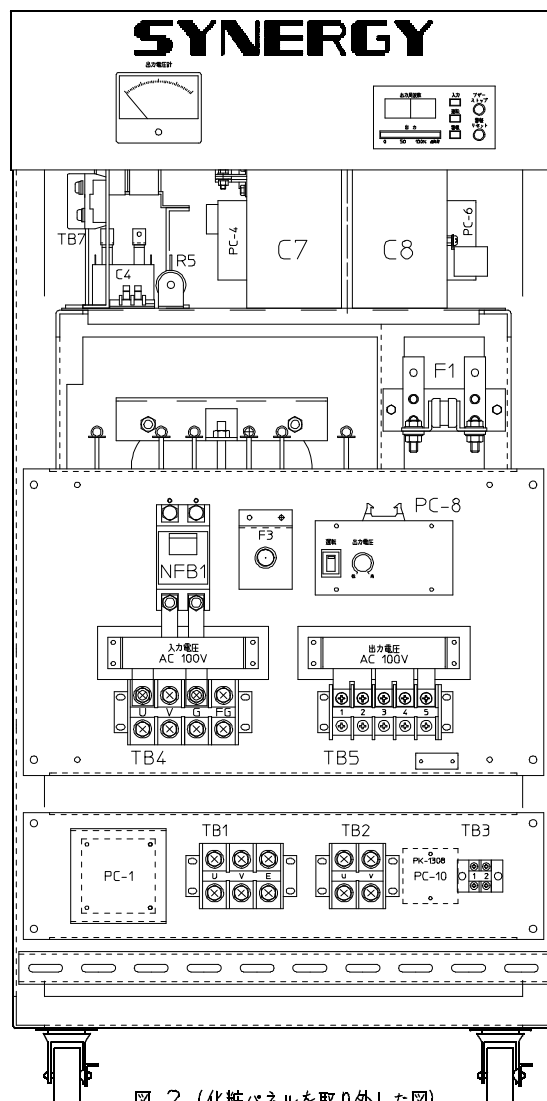 SYNERGY
出力電圧計
出力周波数
入力
ブザー
ストップ
運転
警報
リセット
警報
出力
0 50 100%
TB7
PC-4
C7
C8
PC-6
C4
R5
F1
PC-8
F3
運転
出力電圧
低 高
NFB1
入力電圧
AC 100V
出力電圧
AC 100V
U V G FG
1 2 3 4 5
TB4
TB5
TB1
TB2
TB3
PC-1
U V E
U V
PK-1308
PC-10
1 2
図 2 (化粧パネルを取り外した図)